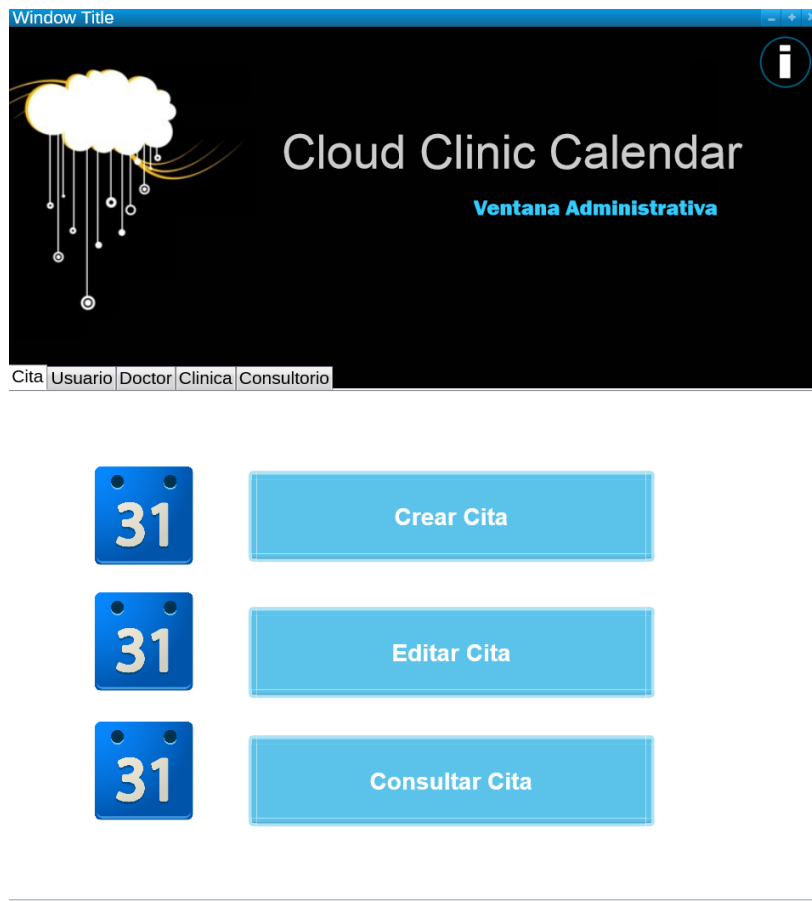 Window Title
i
Cloud Clinic Calendar
Ventana Administrativa
Cita Usuario Doctor Clinica Consultorio
31
Crear Cita
31
Editar Cita
31
Consultar Cita